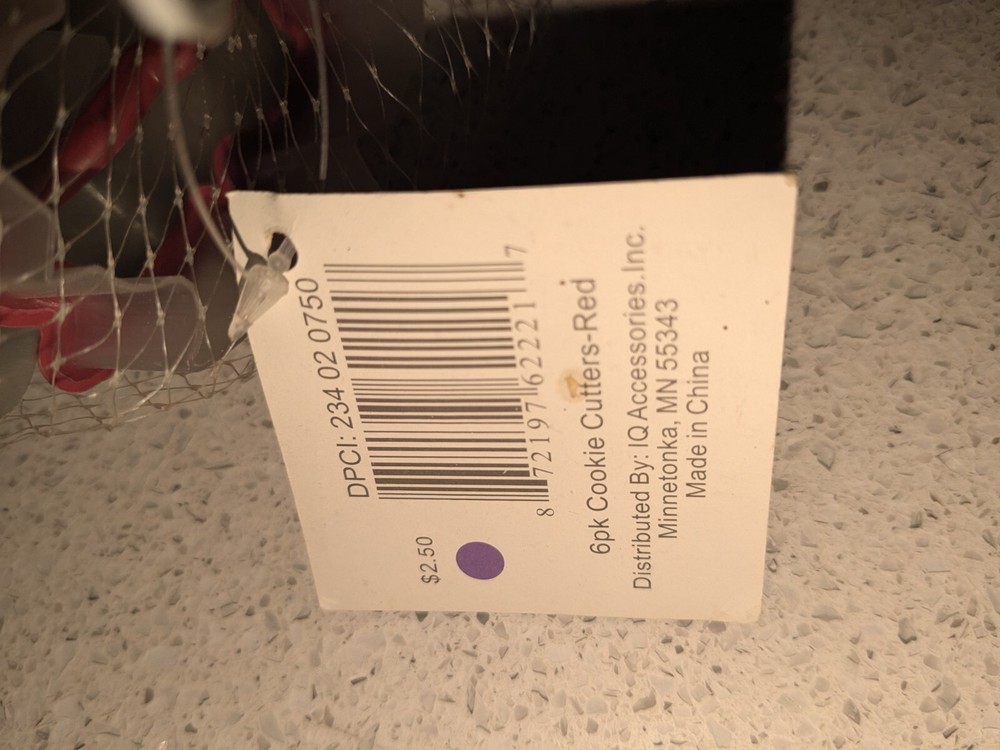 DPCI: 234 02 0750
8 72197 62221 7
$2.50
6pk Cookie Cutters-Red
Distributed By: IQ Accessories.Inc.
Minnetonka, MN 55343
Made in China